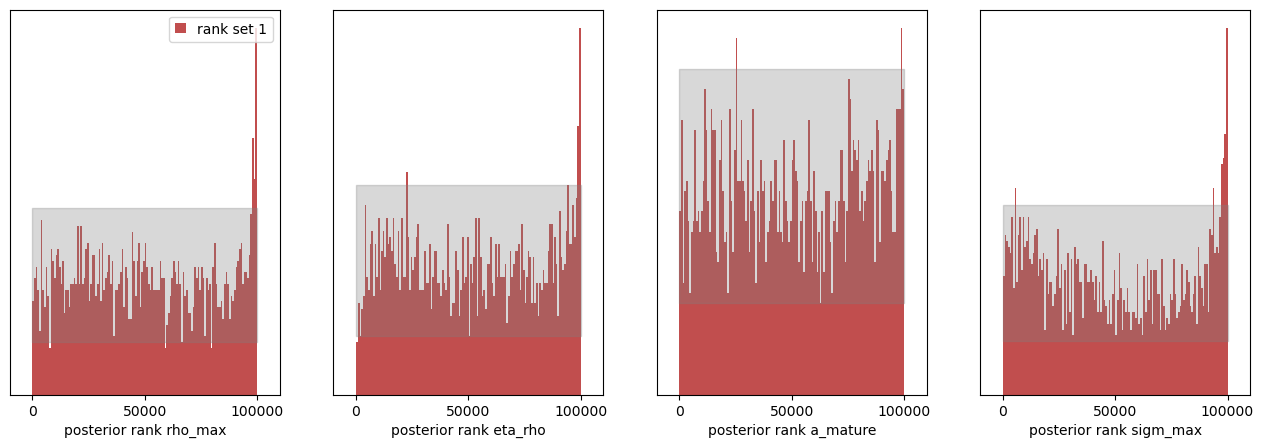 rank set 1
0 50000 100000
posterior rank rho_max
0 50000 100000
posterior rank eta_rho
0 50000 100000
posterior rank a_mature
0 50000 100000
posterior rank sigm_max